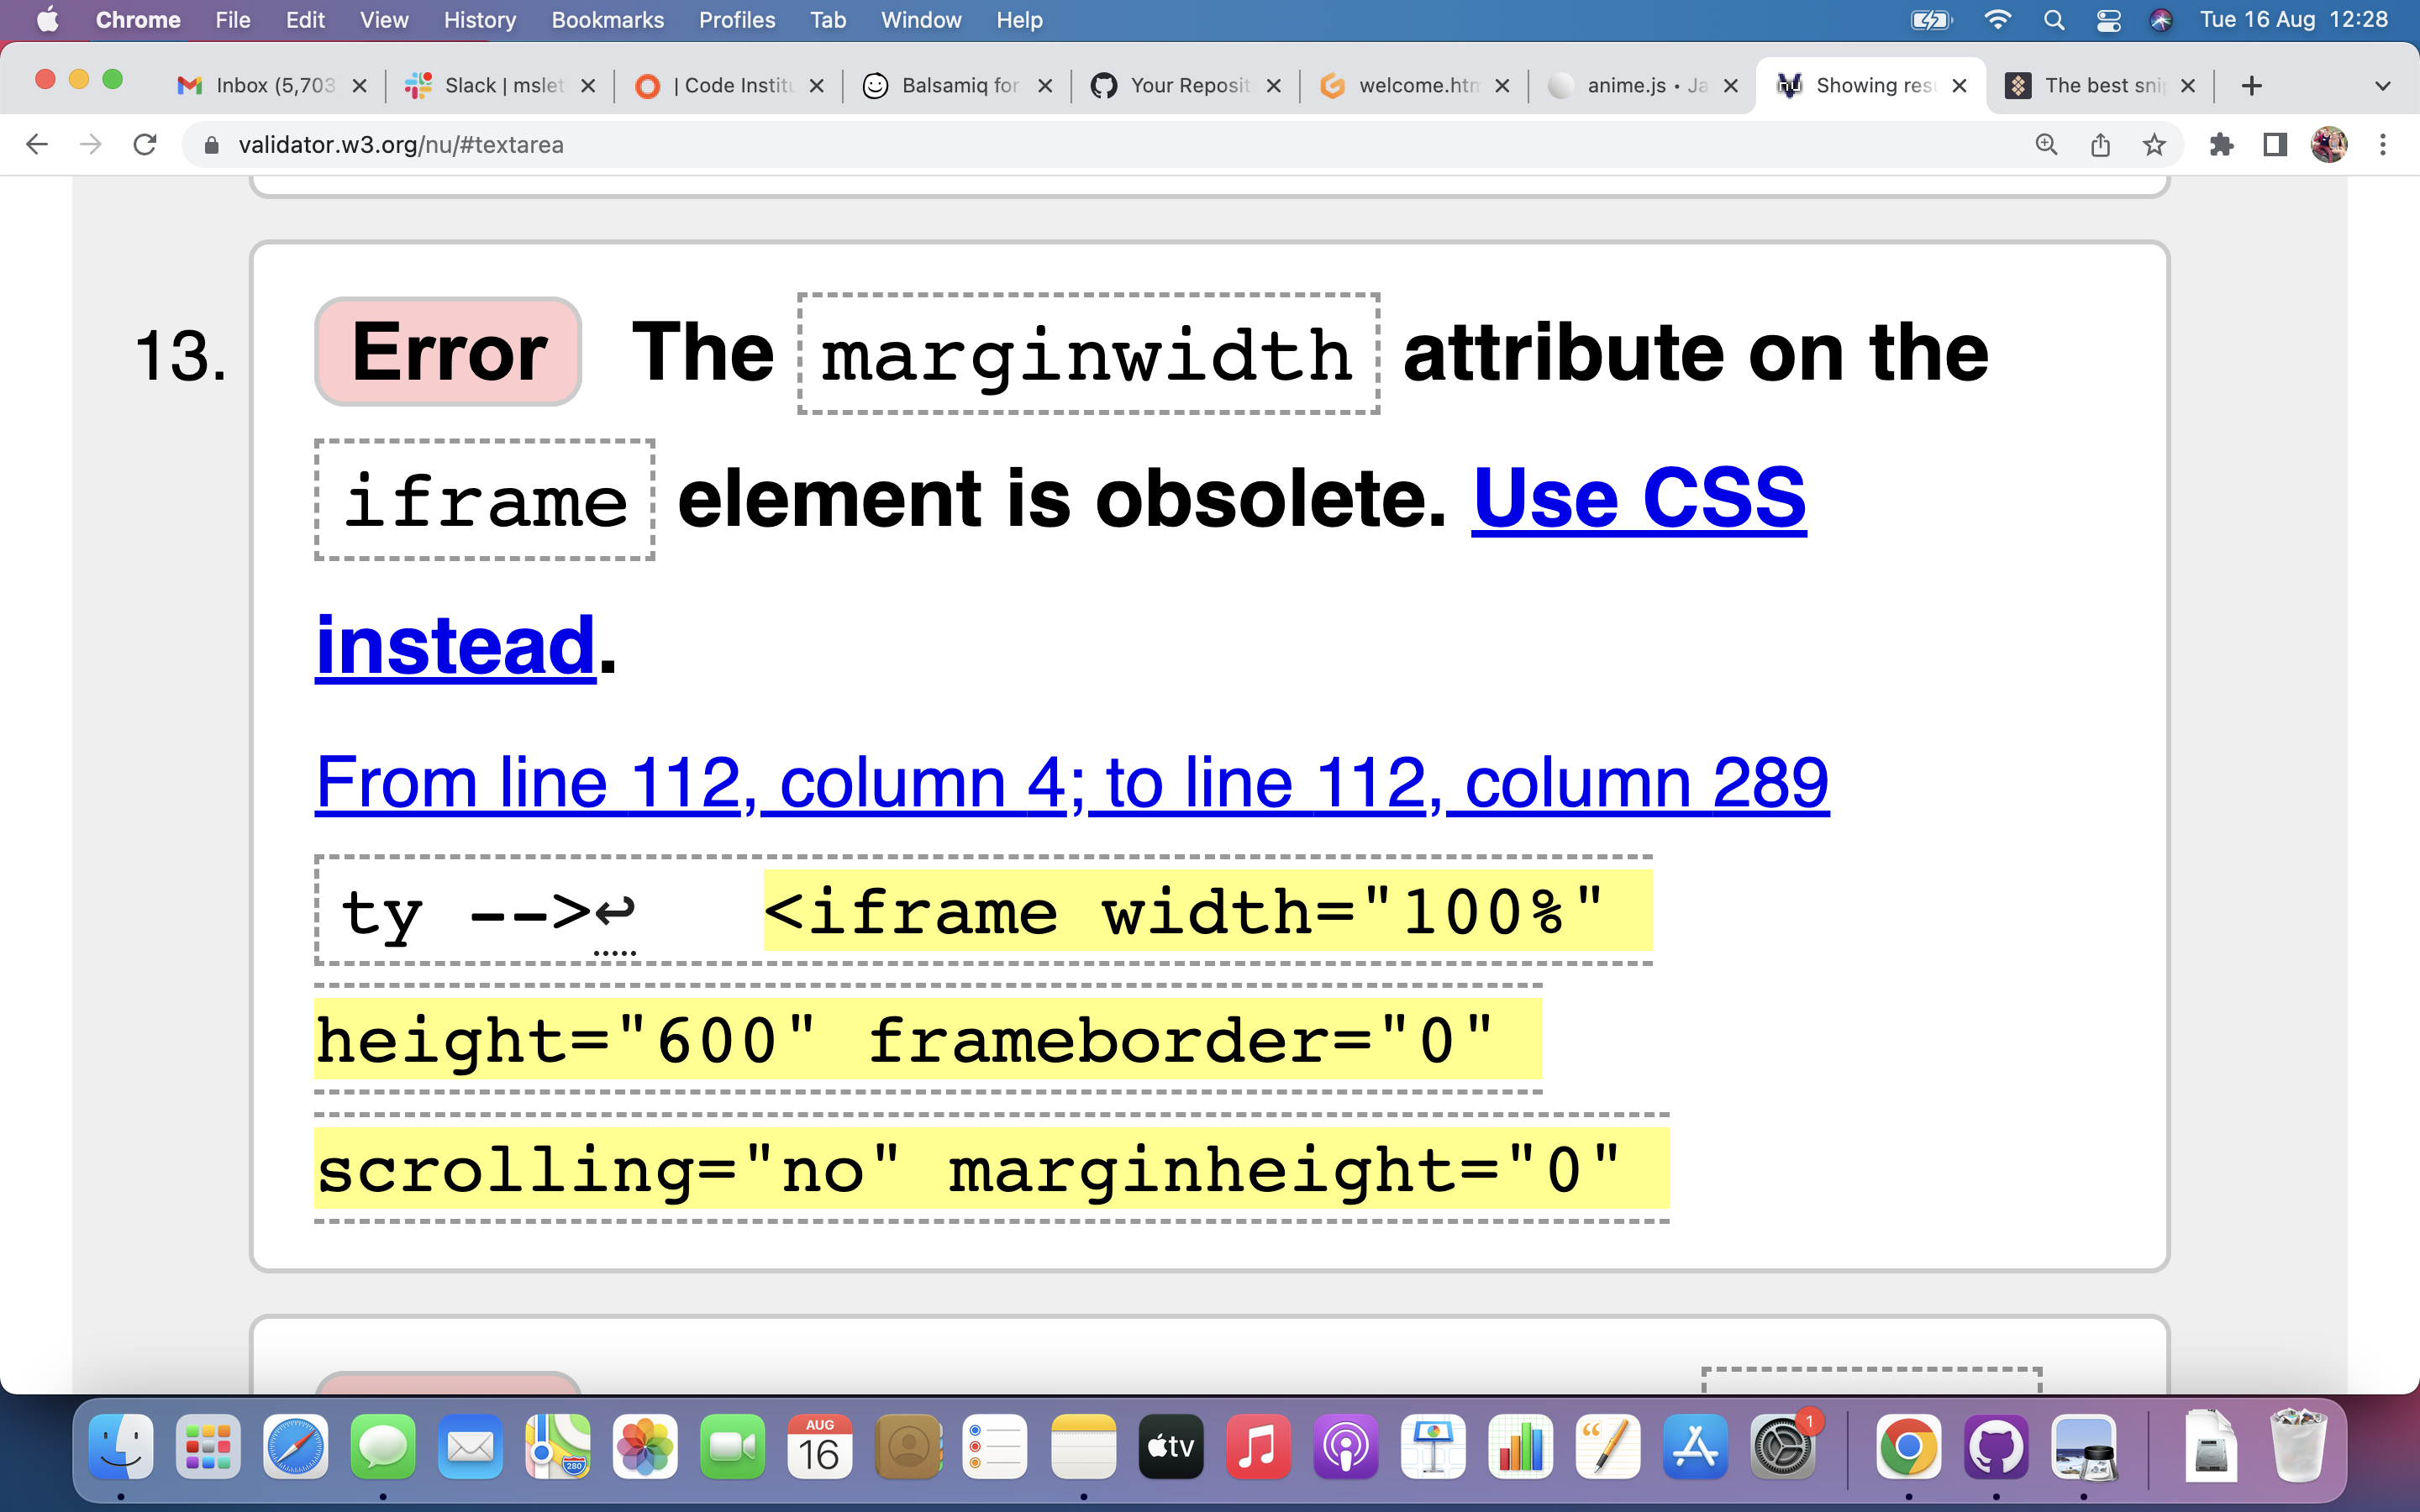 Chrome File Edit View History Bookmarks Profiles Tab Window Help Tue 16 Aug 12:28
Inbox (5,703 Slack | mslet | Code Institu Balsamiq for Your Reposit welcome.htm anime.js • Ja Showing resu The best snip
validator.w3.org/nu/#textarea
13. Error The marginwidth attribute on the
iframe element is obsolete. Use CSS
instead.
From line 112, column 4; to line 112, column 289
ty -->↩ <iframe width="100%"
height="600" frameborder="0"
scrolling="no" marginheight="0"
AUG
16
280
tv
1